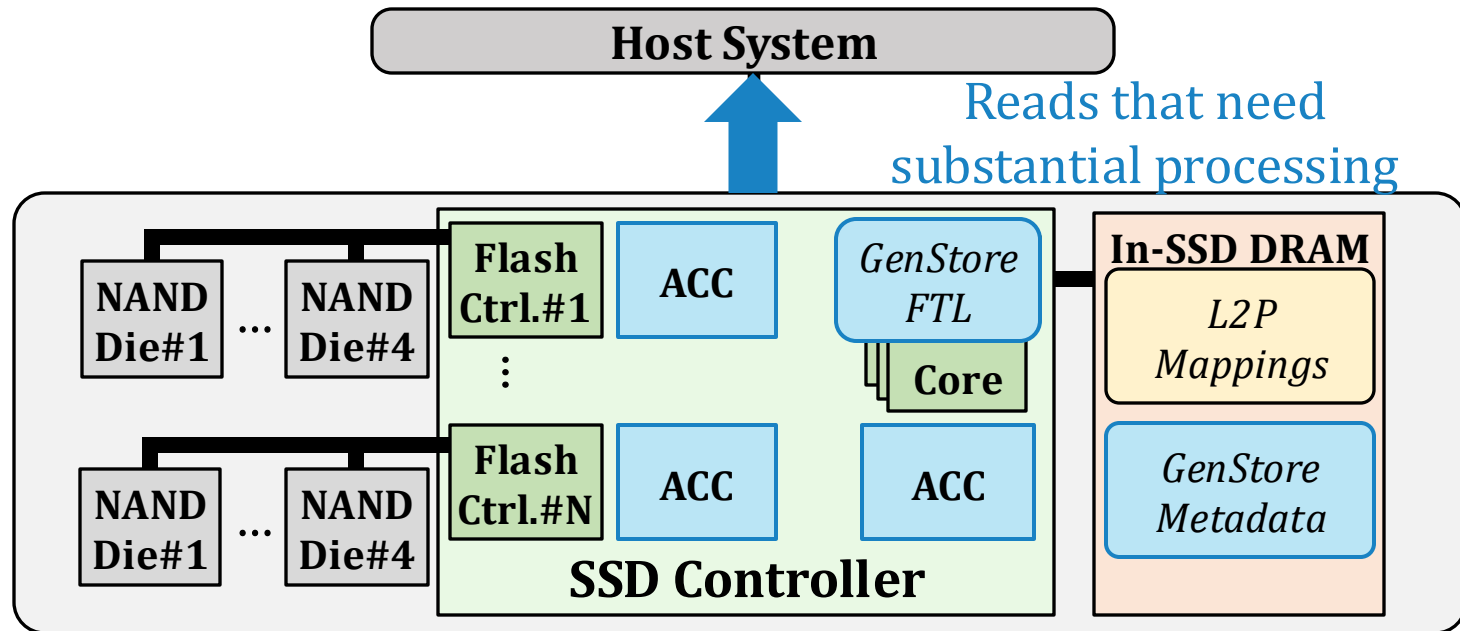 Host System
Reads that need
substantial processing
NAND
Die#1
...
NAND
Die#4
Flash
Ctrl.#1
ACC
GenStore
FTL
Core
In-SSD DRAM
L2P
Mappings
⋮
NAND
Die#1
...
NAND
Die#4
Flash
Ctrl.#N
ACC
ACC
GenStore
Metadata
SSD Controller